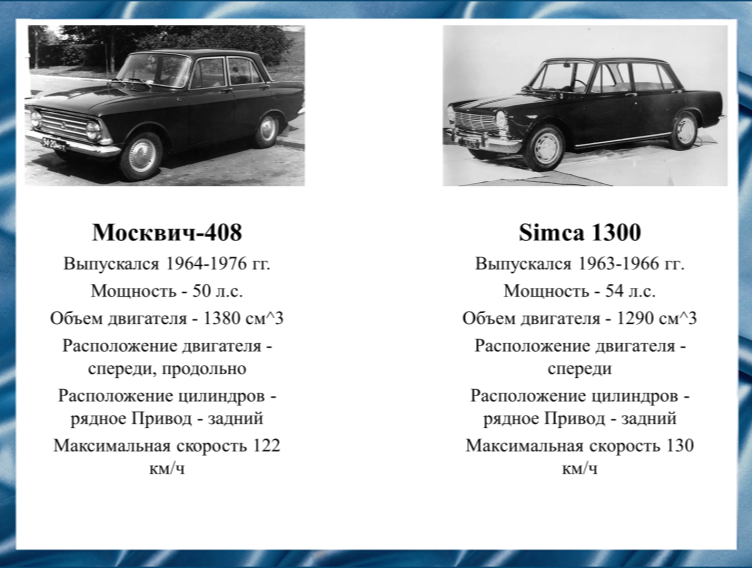 Москвич-408
Выпускался 1964-1976 гг.
Мощность - 50 л.с.
Объем двигателя - 1380 см^3
Расположение двигателя -
спереди, продольно
Расположение цилиндров -
рядное Привод - задний
Максимальная скорость 122
км/ч
Simca 1300
Выпускался 1963-1966 гг.
Мощность - 54 л.с.
Объем двигателя - 1290 см^3
Расположение двигателя -
спереди
Расположение цилиндров -
рядное Привод - задний
Максимальная скорость 130
км/ч